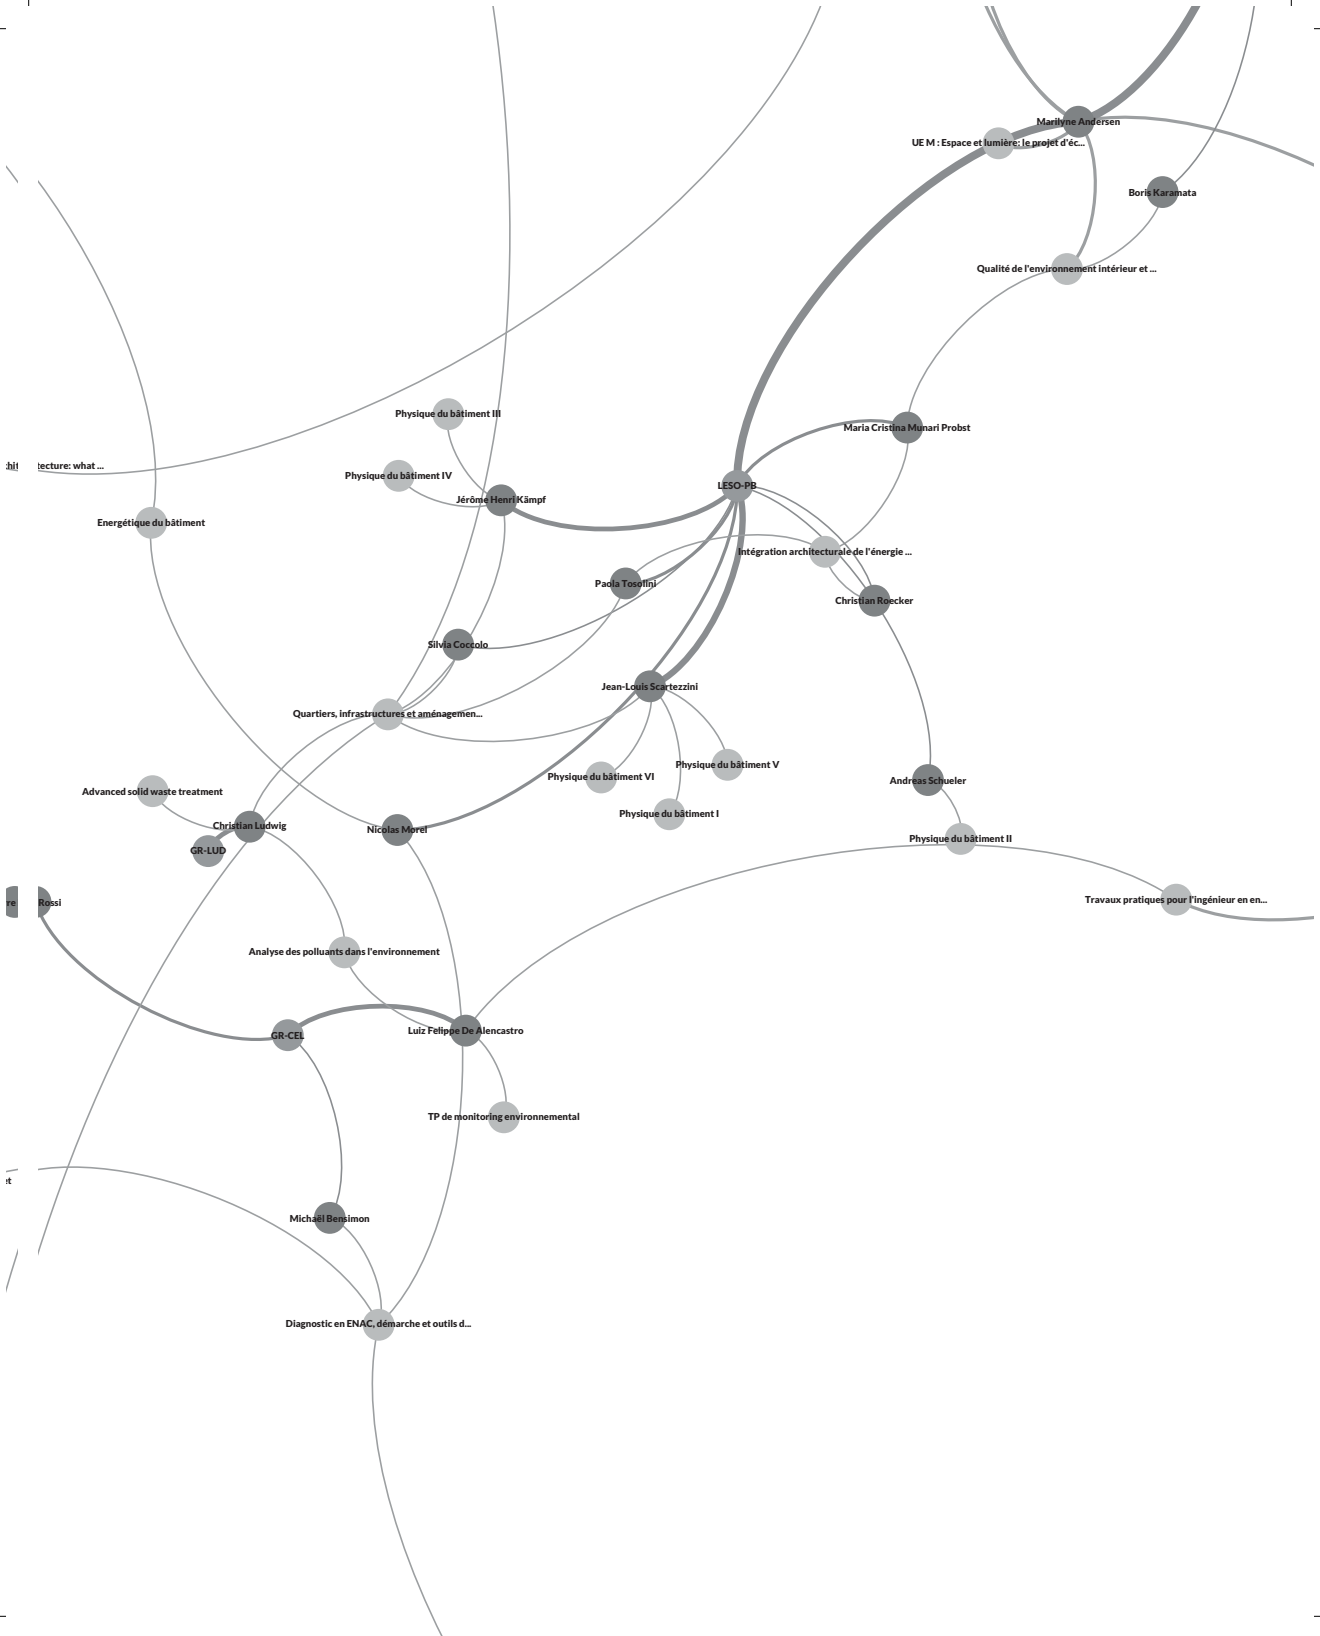 Marilyne Andersen
UE M : Espace et lumière: le projet d'éc...
Boris Karamata
Qualité de l'environnement intérieur et ...
Physique du bâtiment III
Maria Cristina Munari Probst
tecture: what ...
Physique du bâtiment IV
LESO-PB
Jérôme Henri Kämpf
Energétique du bâtiment
Intégration architecturale de l'énergie ...
Paola Tosolini
Christian Roecker
Silvia Coccolo
Jean-Louis Scartezzini
Quartiers, infrastructures et aménagemen...
Physique du bâtiment V
Physique du bâtiment VI
Andreas Schueler
Advanced solid waste treatment
Physique du bâtiment I
Christian Ludwig
Nicolas Morel
Physique du bâtiment II
GR-LUD
Travaux pratiques pour l'ingénieur en en...
re Rossi
Analyse des polluants dans l'environnement
Luiz Felippe De Alencastro
GR-CEL
TP de monitoring environnemental
et
Michaël Bensimon
Diagnostic en ENAC, démarche et outils d...